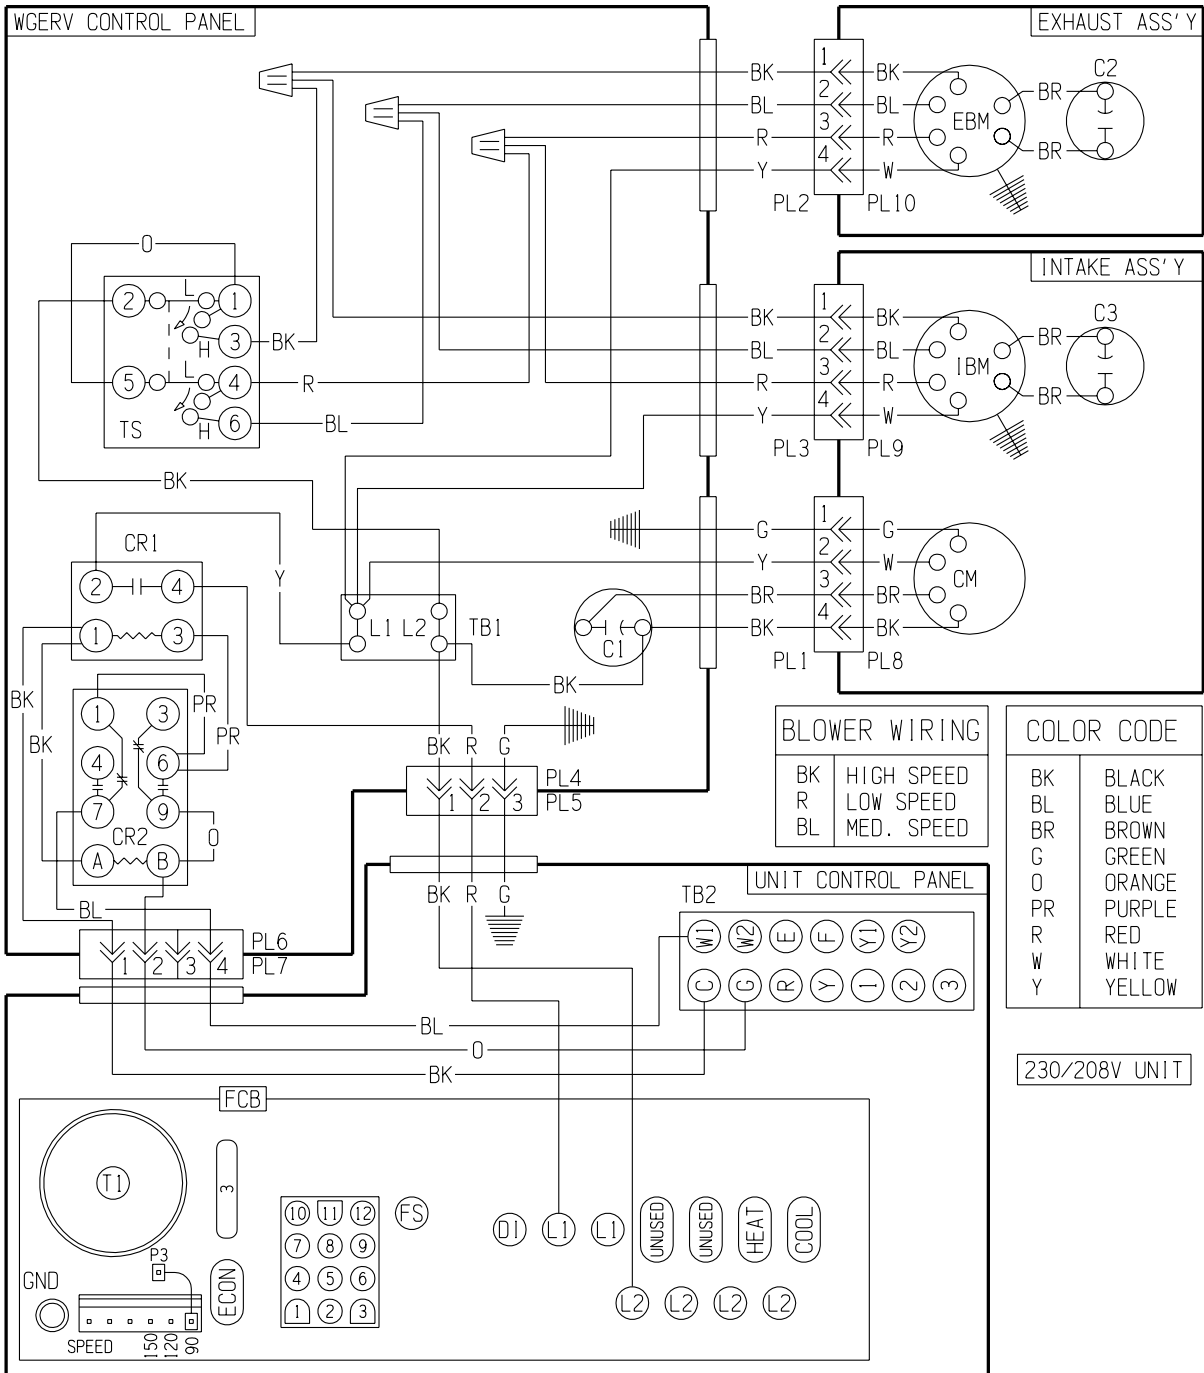 WGERV CONTROL PANEL
EXHAUST ASS'Y
BK 1 BK
BL 2 BL
R 3 R
Y 4 W
EBM
BR
BR
C2
PL2 PL10
INTAKE ASS'Y
O
2 L 1
H 3 BK
5 L 4 R
TS H 6 BL
BK 1 BK
BL 2 BL
R 3 R
Y 4 W
IBM
BR
BR
C3
PL3 PL9
BK
CR1
2 4
1 3
Y
L1 L2 TB1
C1
BK
G 1 G
Y 2 W
BR 3 BR
BK 4 BK
CM
PL1 PL8
BK
BK
PR
PR
1 3
4 6
7 9
CR2
A B
O
BL
BK R G
PL4
1 2 3 PL5
BLOWER WIRING
BK HIGH SPEED
R LOW SPEED
BL MED. SPEED
COLOR CODE
BK BLACK
BL BLUE
BR BROWN
G GREEN
O ORANGE
PR PURPLE
R RED
W WHITE
Y YELLOW
UNIT CONTROL PANEL
BK R G
TB2
W1 W2 E F Y1 Y2
C G R Y 1 2 3
PL6
1 2 3 4 PL7
BL
O
BK
230/208V UNIT
FCB
T1
3
10 11 12
7 8 9
4 5 6
1 2 3
FS
D1 L1 L1
UNUSED
UNUSED
HEAT
COOL
L2 L2 L2 L2
P3
GND
ECON
SPEED
150
120
90